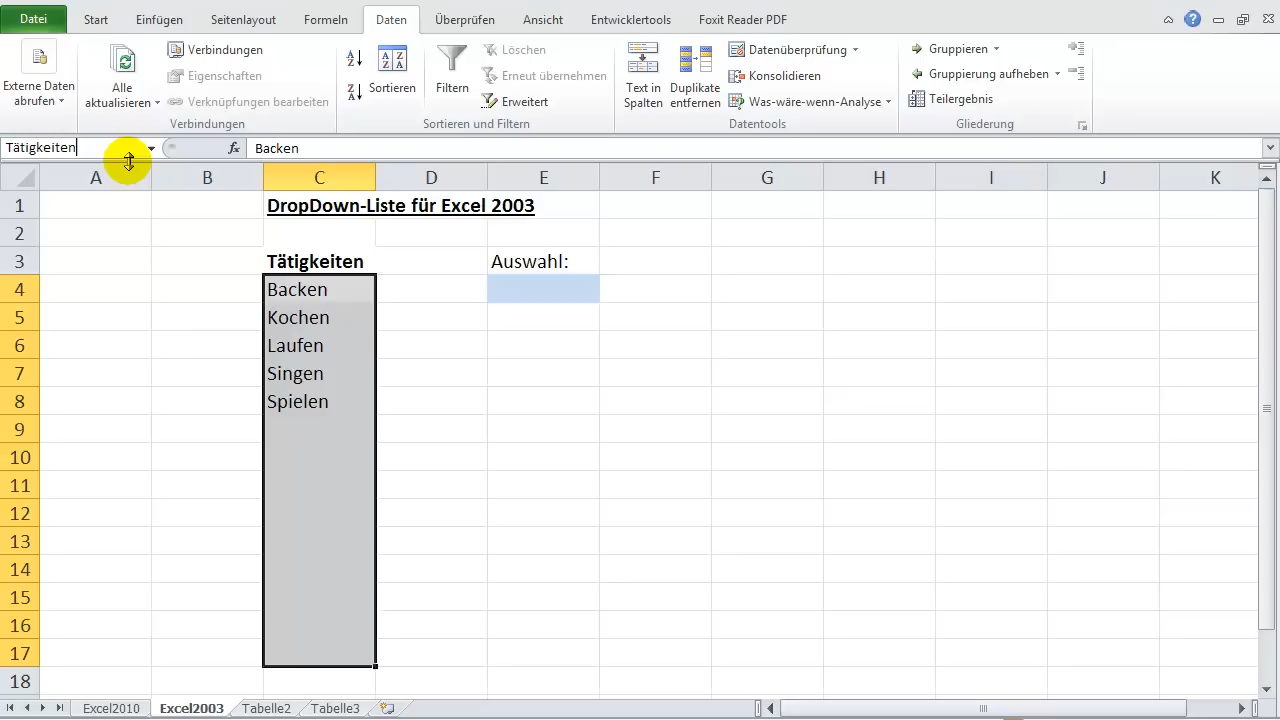 Datei Start Einfügen Seitenlayout Formeln Daten Überprüfen Ansicht Entwicklertools Foxit Reader PDF
Externe Daten
abrufen
Alle
aktualisieren
Verbindungen
Eigenschaften
Verknüpfungen bearbeiten
Verbindungen
A
Z
Z
A
Sortieren
Filtern
Löschen
Erneut übernehmen
Erweitert
Sortieren und Filtern
Text in
Spalten
Duplikate
entfernen
Datenüberprüfung
Konsolidieren
Was-wäre-wenn-Analyse
Datentools
Gruppieren
Gruppierung aufheben
Teilergebnis
Gliederung
Tätigkeiten fx Backen
A B C D E F G H I J K
1 DropDown-Liste für Excel 2003
2
3 Tätigkeiten Auswahl:
4 Backen
5 Kochen
6 Laufen
7 Singen
8 Spielen
9
10
11
12
13
14
15
16
17
18
Excel2010 Excel2003 Tabelle2 Tabelle3